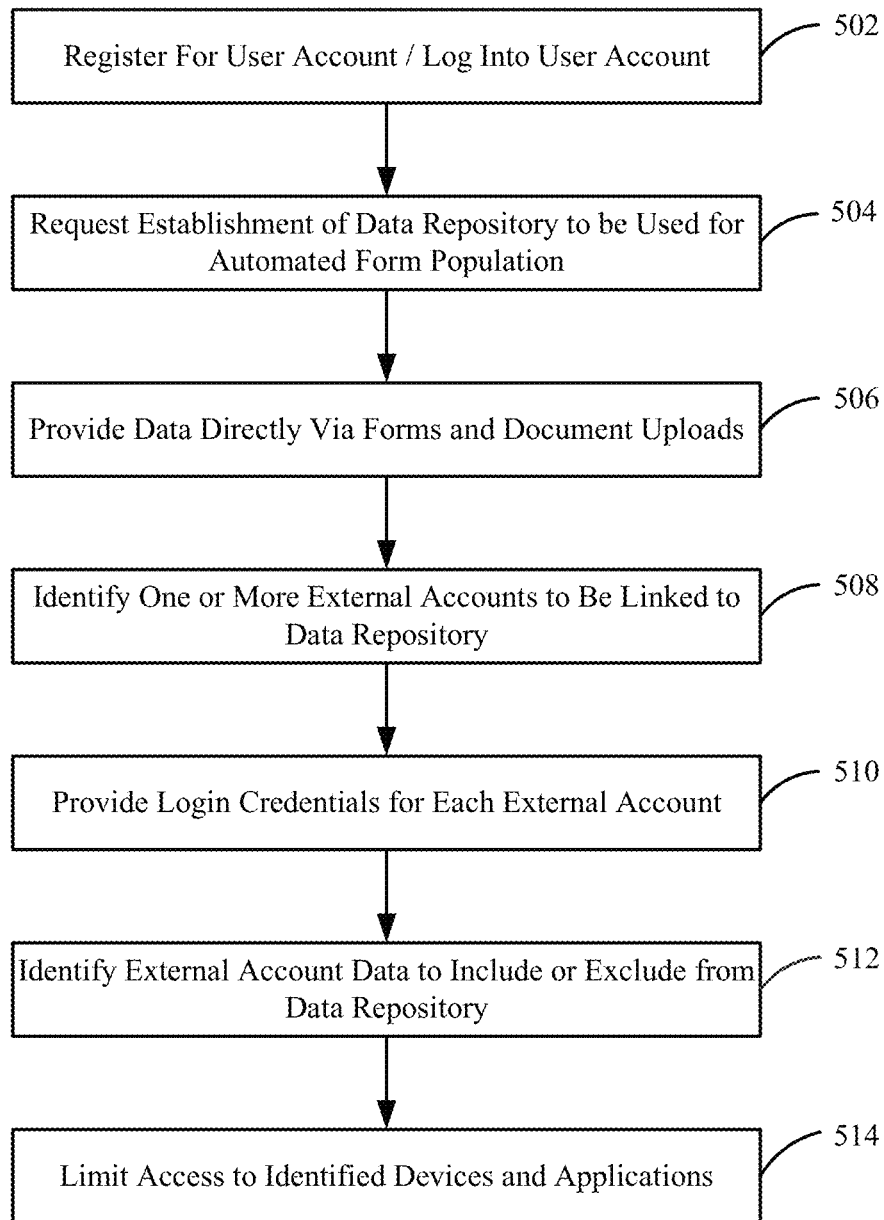 Register For User Account / Log Into User Account
502
Request Establishment of Data Repository to be Used for
Automated Form Population
504
Provide Data Directly Via Forms and Document Uploads
506
Identify One or More External Accounts to Be Linked to
Data Repository
508
Provide Login Credentials for Each External Account
510
Identify External Account Data to Include or Exclude from
Data Repository
512
Limit Access to Identified Devices and Applications
514